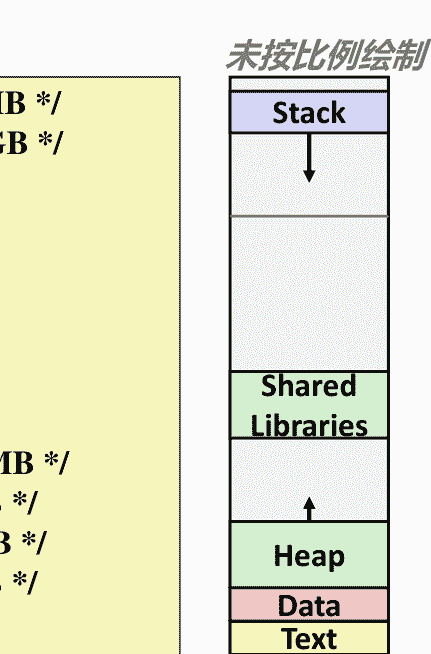 未按比例绘制
MB */
GB */
MB */
*/
B */
*/
Stack
Shared
Libraries
Heap
Data
Text